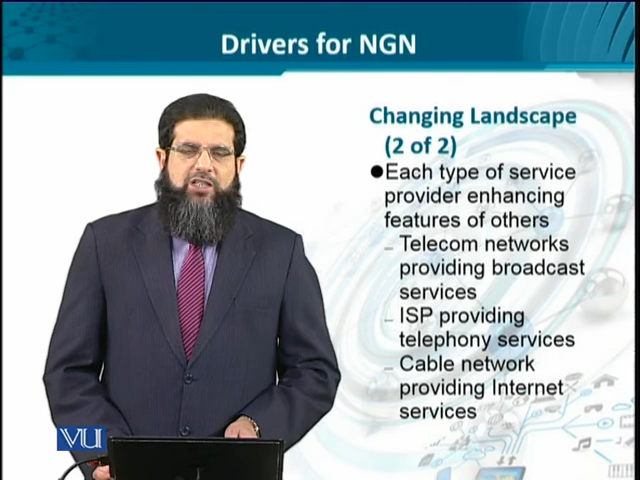 Drivers for NGN
Changing Landscape
(2 of 2)
●Each type of service
provider enhancing
features of others
– Telecom networks
providing broadcast
services
– ISP providing
telephony services
– Cable network
providing Internet
services
VU